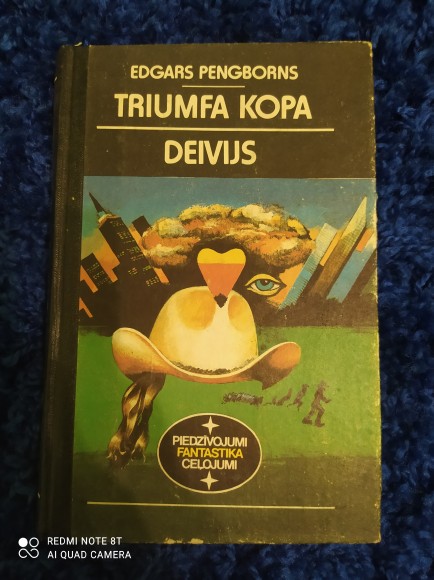 EDGARS PENGBORNS
TRIUMFA KOPA
DEIVIJS
PIEDZĪVOJUMI
FANTASTIKA
CEĻOJUMI
REDMI NOTE 8T
AI QUAD CAMERA